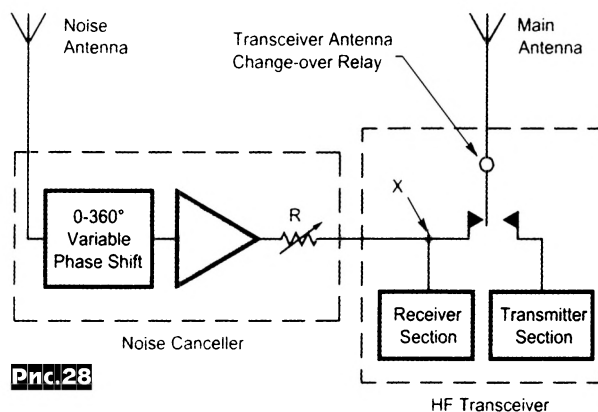 Noise
Antenna
Transceiver Antenna
Change-over Relay
Main
Antenna
X
0-360°
Variable
Phase Shift
R
Receiver
Section
Transmitter
Section
Noise Canceller
Рис.28
HF Transceiver